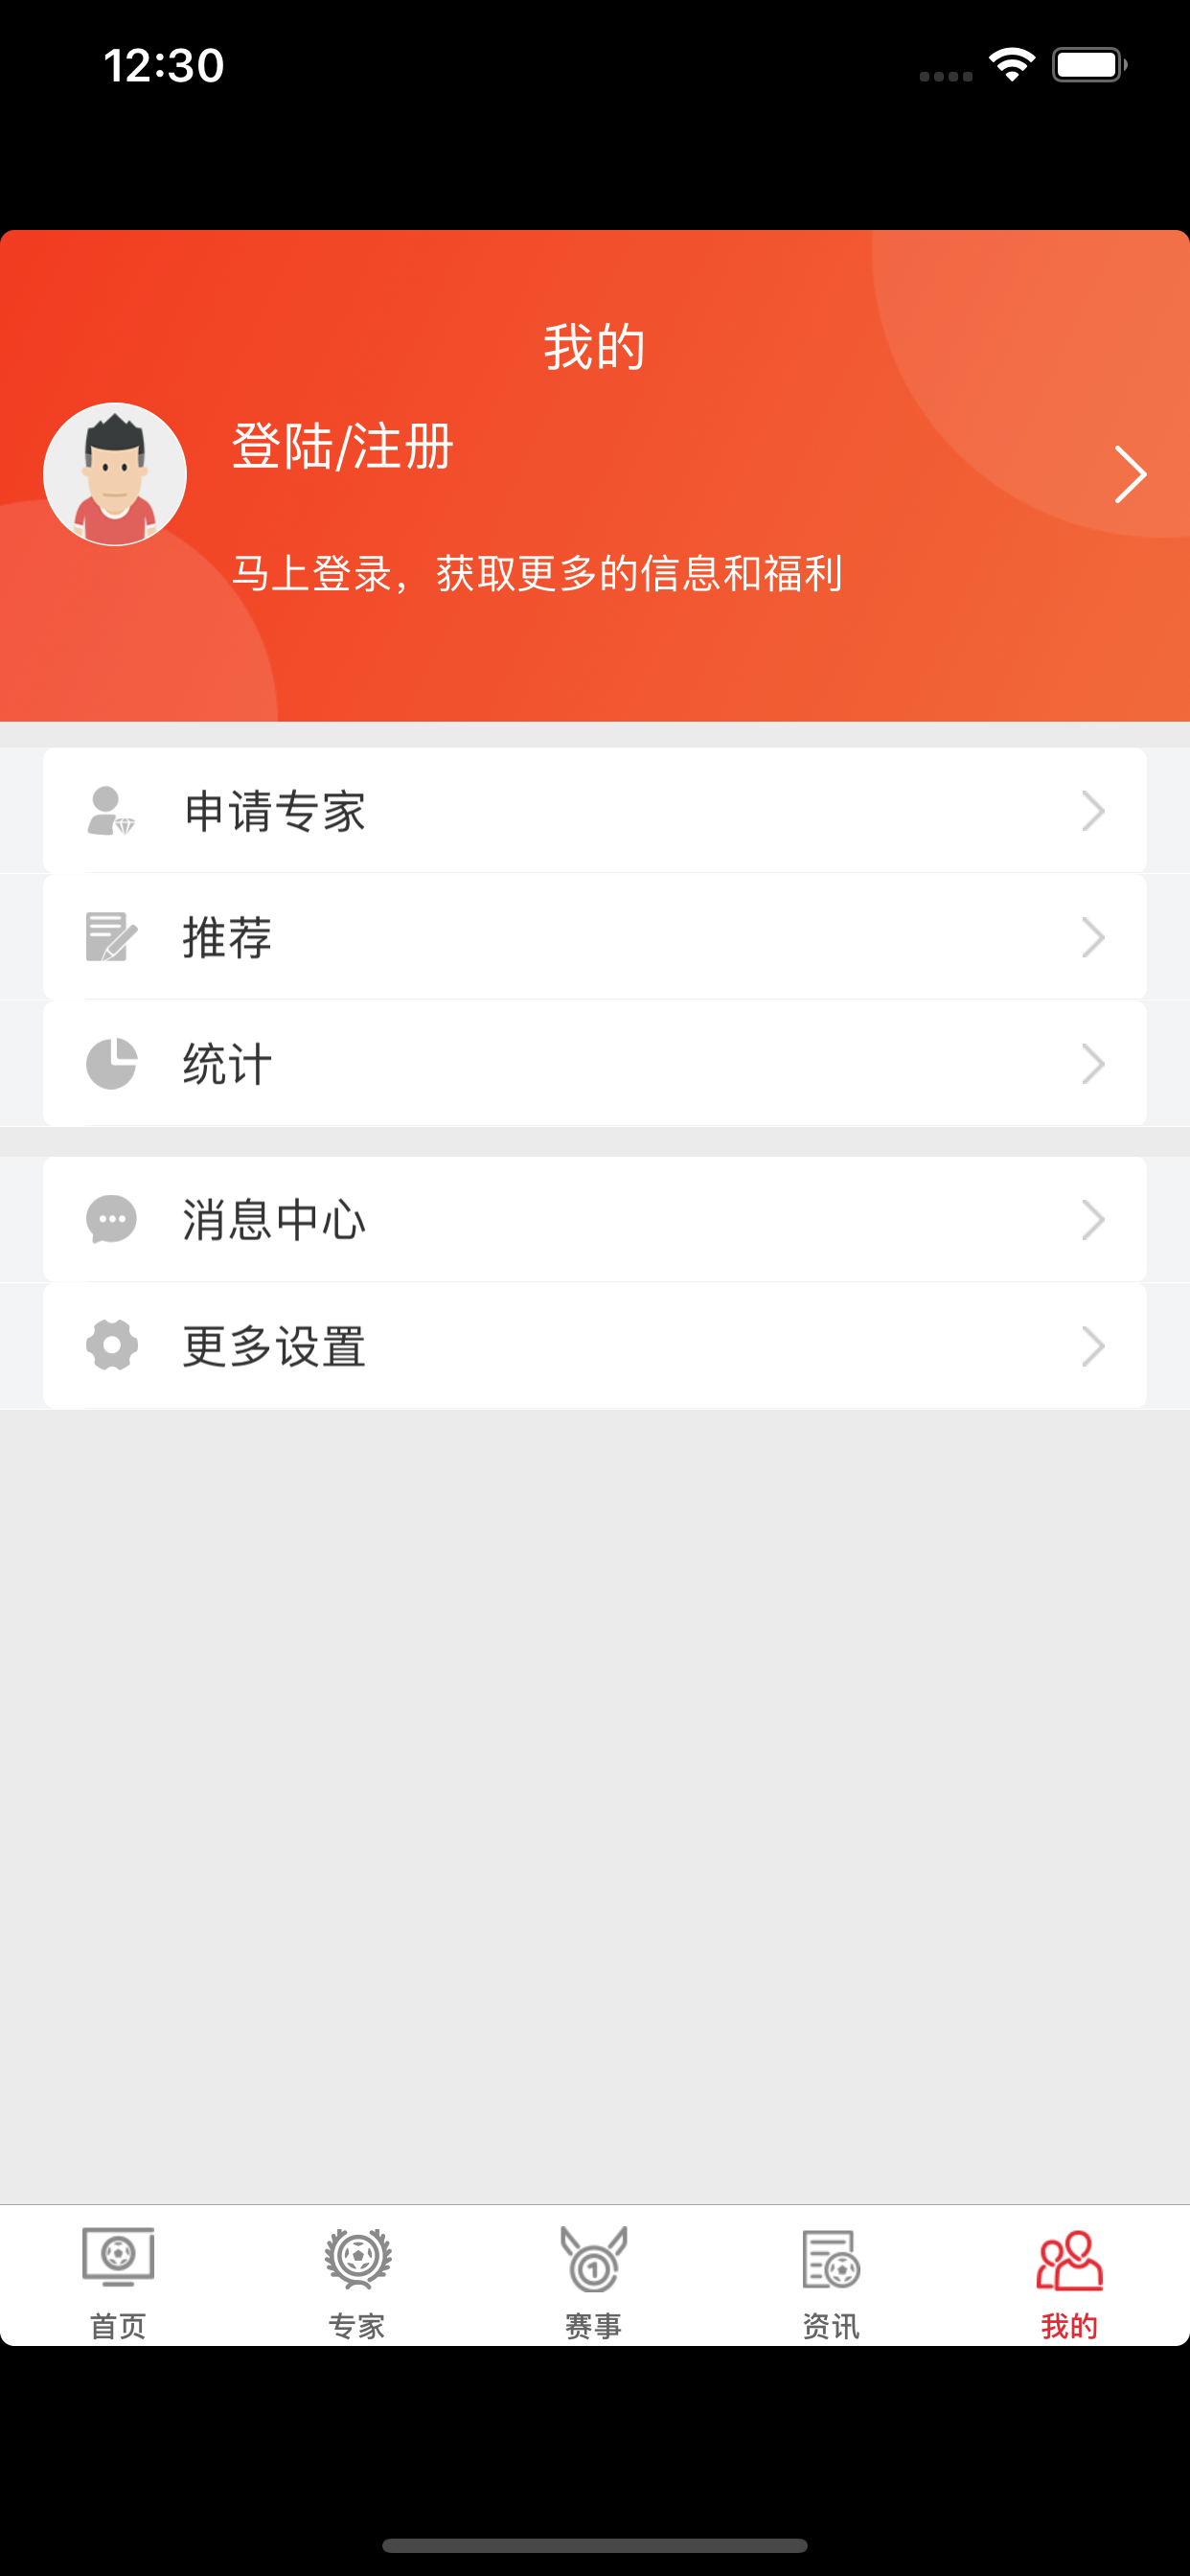 12:30
我的
登陆/注册
马上登录，获取更多的信息和福利
申请专家
推荐
统计
消息中心
更多设置
首页 专家 赛事 资讯 我的